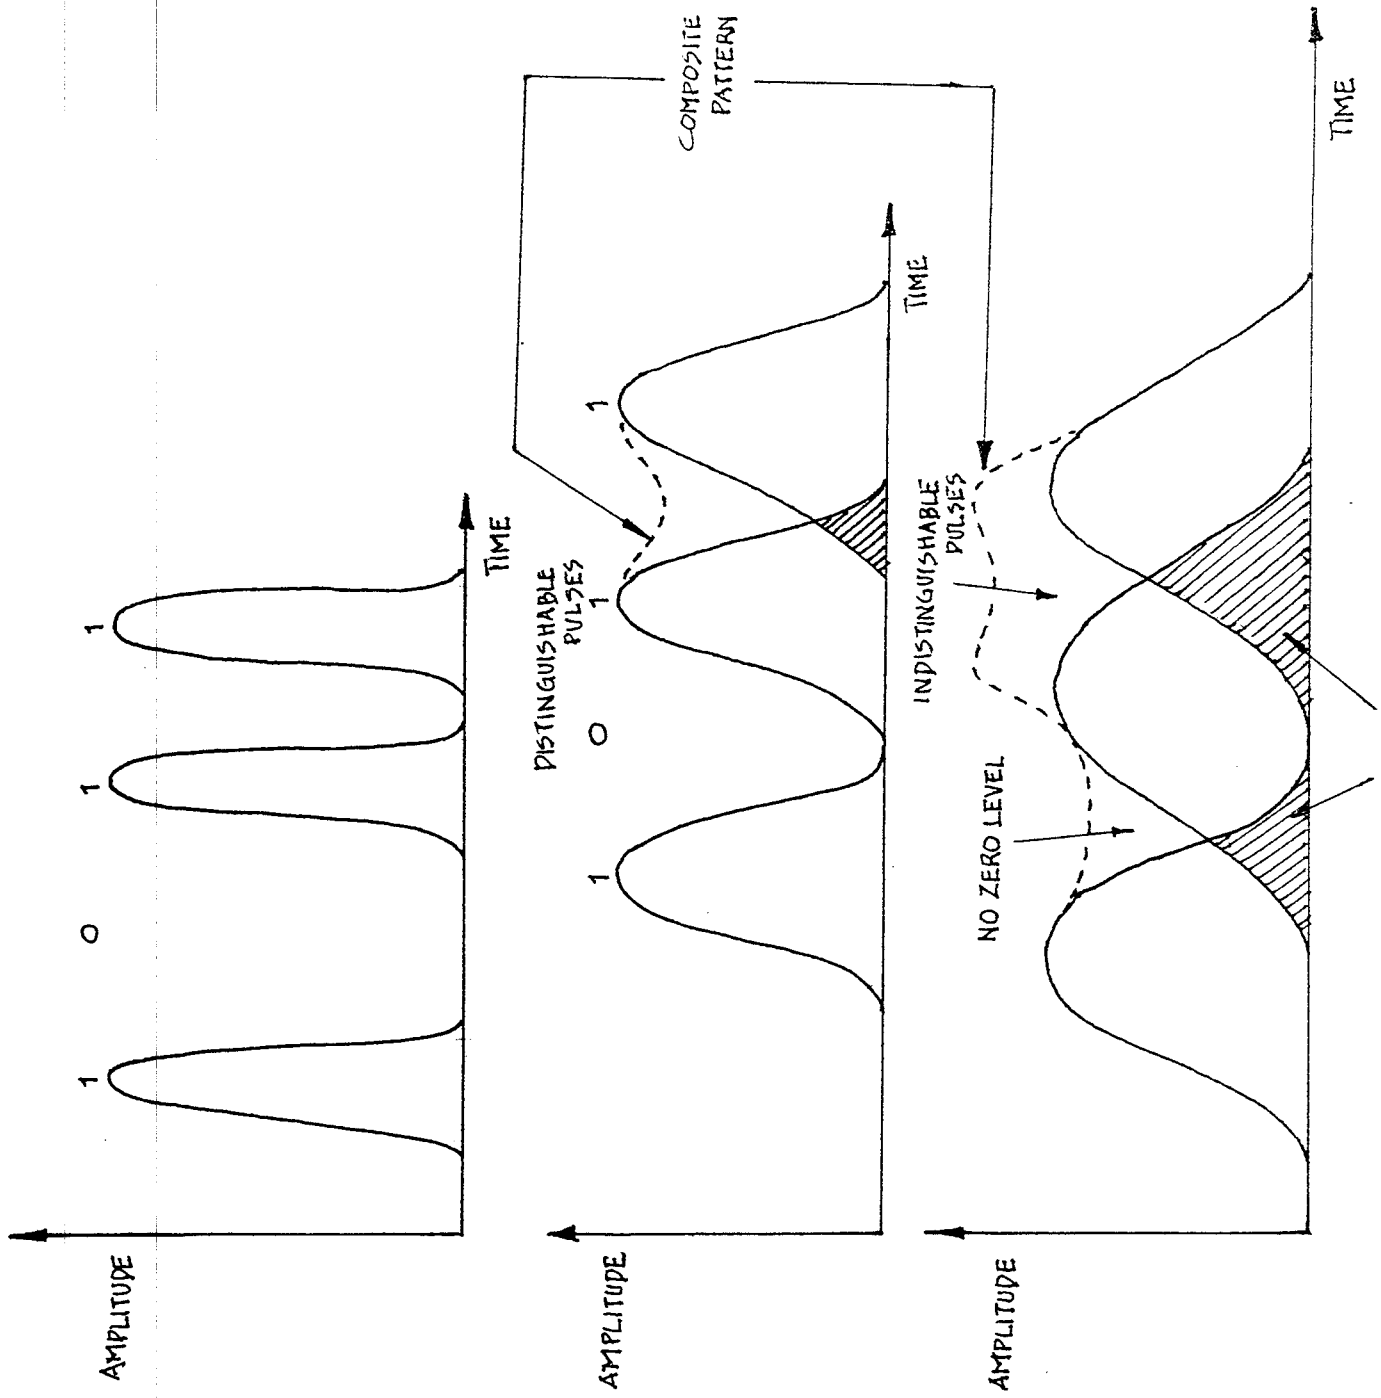 AMPLITUDE
1
0
1
1
TIME
AMPLITUDE
DISTINGUISHABLE
PULSES
1
0
1
1
TIME
COMPOSITE
PATTERN
AMPLITUDE
NO ZERO LEVEL
INDISTINGUISHABLE
PULSES
TIME